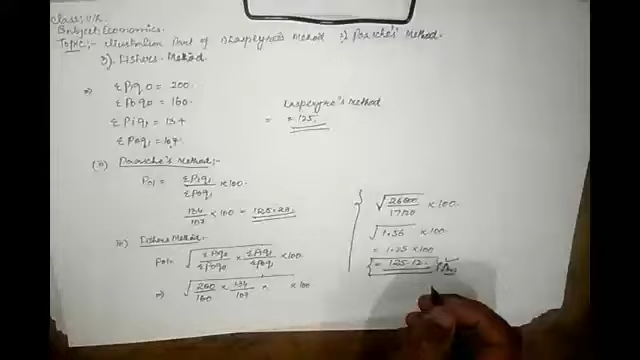 Class: 11th
Subject: Economics.
Topic:- illustration Part of 1) Laspeyre's Method 2) Paasche's Method.
3). Fishers Method.
⇒ ΣP1q0 = 200.
ΣP0q0 = 160.
ΣP1q1 = 134
ΣP0q1 = 107.
Laspeyre's Method
= 125.
(ii) Paasche's Method:-
P01 = ΣP1q1 / ΣP0q1 × 100.
134/107 × 100 = 125.23
iii) Fishers Method.
P01 = √ ΣP1q0 / ΣP0q0 × ΣP1q1 / ΣP0q1 × 100
⇒ √ 200/160 × 134/107 × 100
√ 26800/17120 × 100.
√ 1.56 × 100.
= 1.25 × 100
= 125.12. Ans